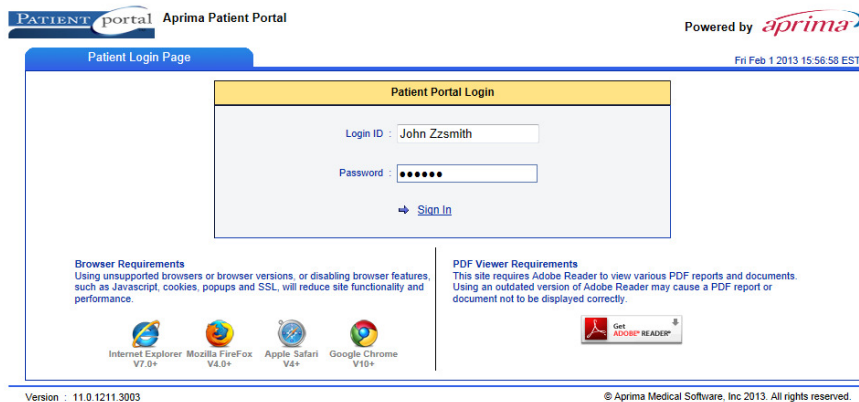 PATIENT portal Aprima Patient Portal
Powered by aprima
Patient Login Page
Fri Feb 1 2013 15:56:58 EST
Patient Portal Login
Login ID : John Zzsmith
Password : ●●●●●●
Sign In
Browser Requirements
Using unsupported browsers or browser versions, or disabling browser features,
such as Javascript, cookies, popups and SSL, will reduce site functionality and
performance.
Internet Explorer Mozilla FireFox Apple Safari Google Chrome
V7.0+ V4.0+ V4+ V10+
PDF Viewer Requirements
This site requires Adobe Reader to view various PDF reports and documents.
Using an outdated version of Adobe Reader may cause a PDF report or
document not to be displayed correctly.
Get
ADOBE® READER®
Version : 11.0.1211.3003
© Aprima Medical Software, Inc 2013. All rights reserved.